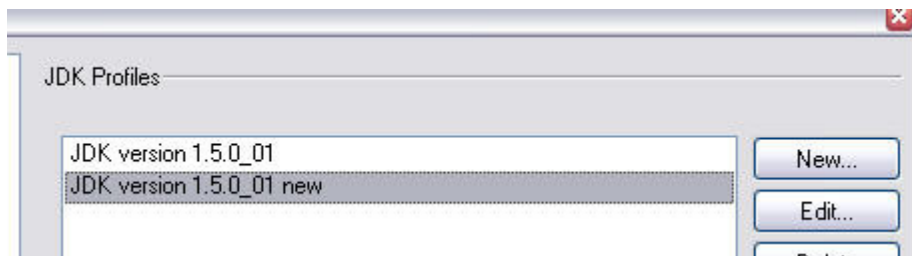 JDK Profiles
JDK version 1.5.0_01
New...
JDK version 1.5.0_01 new
Edit...